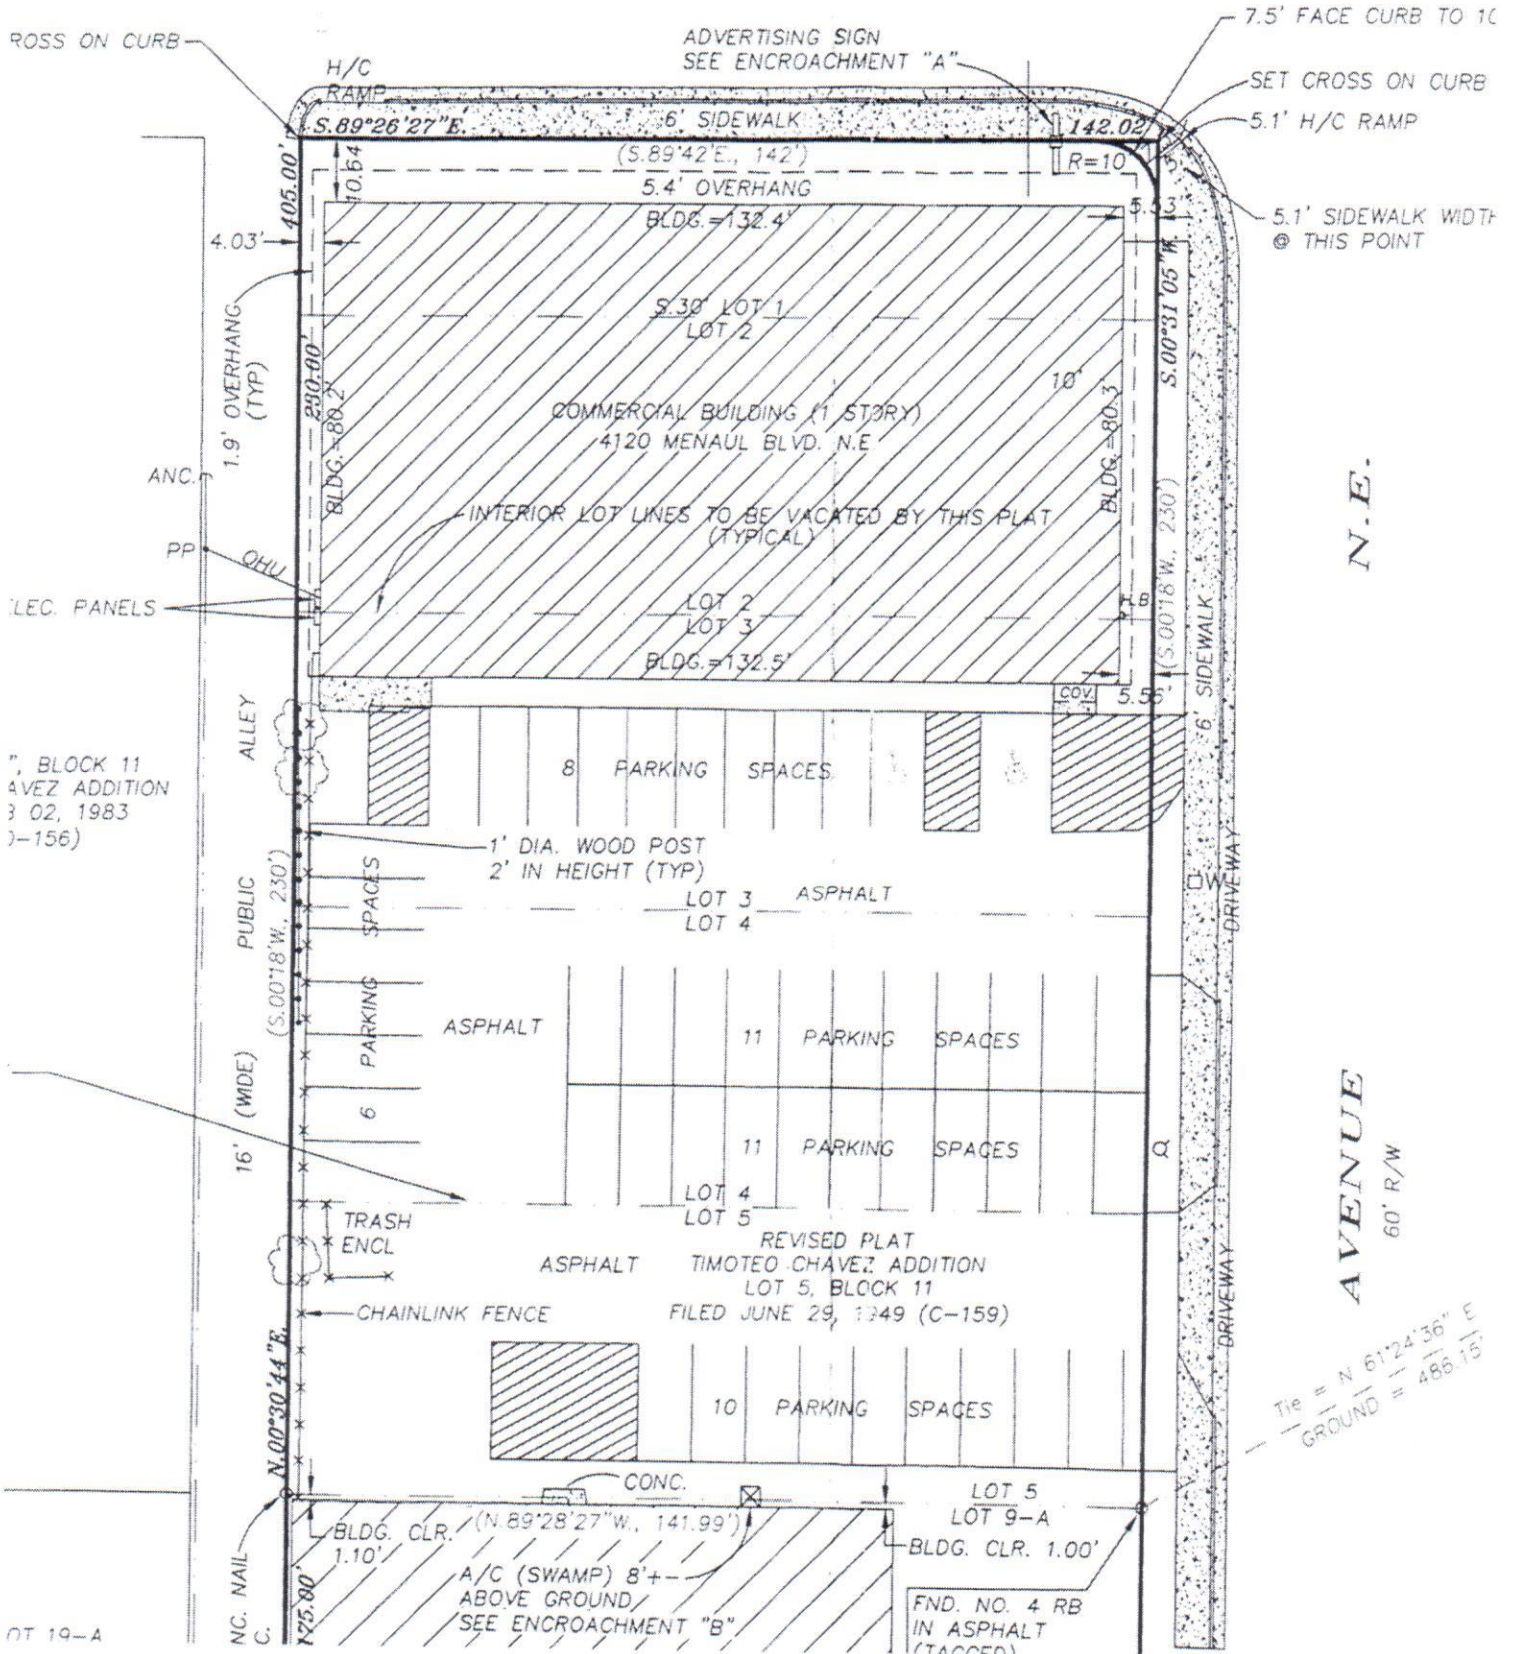 ROSS ON CURB
H/C
RAMP
ADVERTISING SIGN
SEE ENCROACHMENT "A"
7.5' FACE CURB TO 10
SET CROSS ON CURB
5.1' H/C RAMP
5.1' SIDEWALK WIDTH
@ THIS POINT
S.89°26'27"E.
6' SIDEWALK
142.02'
(S.89°42'E., 142')
R=10'
405.00'
10.64'
5.4' OVERHANG
BLDG.=132.4'
5.53'
4.03'
S.00°31'05"W.
1.9' OVERHANG
(TYP)
S.30' LOT 1
LOT 2
230.00'
BLDG.=80.2'
10'
BLDG.=80.3'
COMMERCIAL BUILDING (1 STORY)
4120 MENAUL BLVD. N.E
ANC.
INTERIOR LOT LINES TO BE VACATED BY THIS PLAT
(TYPICAL)
(S.00°18'W., 230')
N.E.
PP
OHU
LEC. PANELS
LOT 2
LOT 3
H.B.
BLDG.=132.5'
COV.
5.56'
6' SIDEWALK
ALLEY
", BLOCK 11
AVEZ ADDITION
B 02, 1983
)-156)
8 PARKING SPACES
1' DIA. WOOD POST
2' IN HEIGHT (TYP)
LOT 3
LOT 4
ASPHALT
W
DRIVEWAY
PUBLIC
(S.00°18'W., 230')
6 PARKING SPACES
ASPHALT
11 PARKING SPACES
16' (WIDE)
11 PARKING SPACES
AVENUE
60' R/W
LOT 4
LOT 5
TRASH
ENCL
REVISED PLAT
ASPHALT
TIMOTEO CHAVEZ ADDITION
LOT 5, BLOCK 11
FILED JUNE 29, 1949 (C-159)
CHAINLINK FENCE
DRIVEWAY
N.00°30'44"E.
10 PARKING SPACES
Tie = N 61°24'36" E
GROUND = 486.15'
CONC.
LOT 5
LOT 9-A
(N.89°28'27"W., 141.99')
BLDG. CLR.
1.10'
BLDG. CLR. 1.00'
NC. NAIL
C.
175.00'
A/C (SWAMP) 8'+-
ABOVE GROUND
SEE ENCROACHMENT "B"
FND. NO. 4 RB
IN ASPHALT
(TAGGED)
OT 19-A